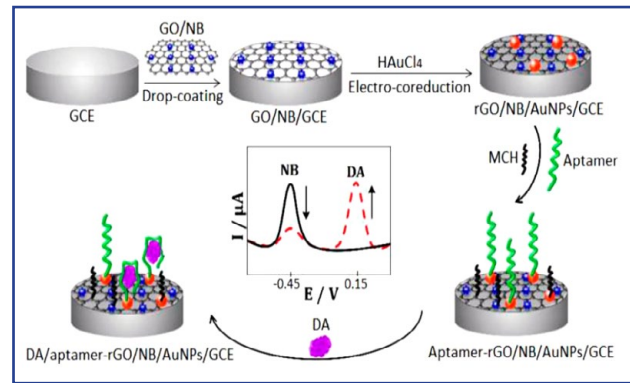 GO/NB
GCE
Drop-coating
GO/NB/GCE
HAuCl4
Electro-coreduction
rGO/NB/AuNPs/GCE
MCH
Aptamer
NB
DA
I / μA
-0.45
0.15
E / V
DA
DA/aptamer-rGO/NB/AuNPs/GCE
Aptamer-rGO/NB/AuNPs/GCE